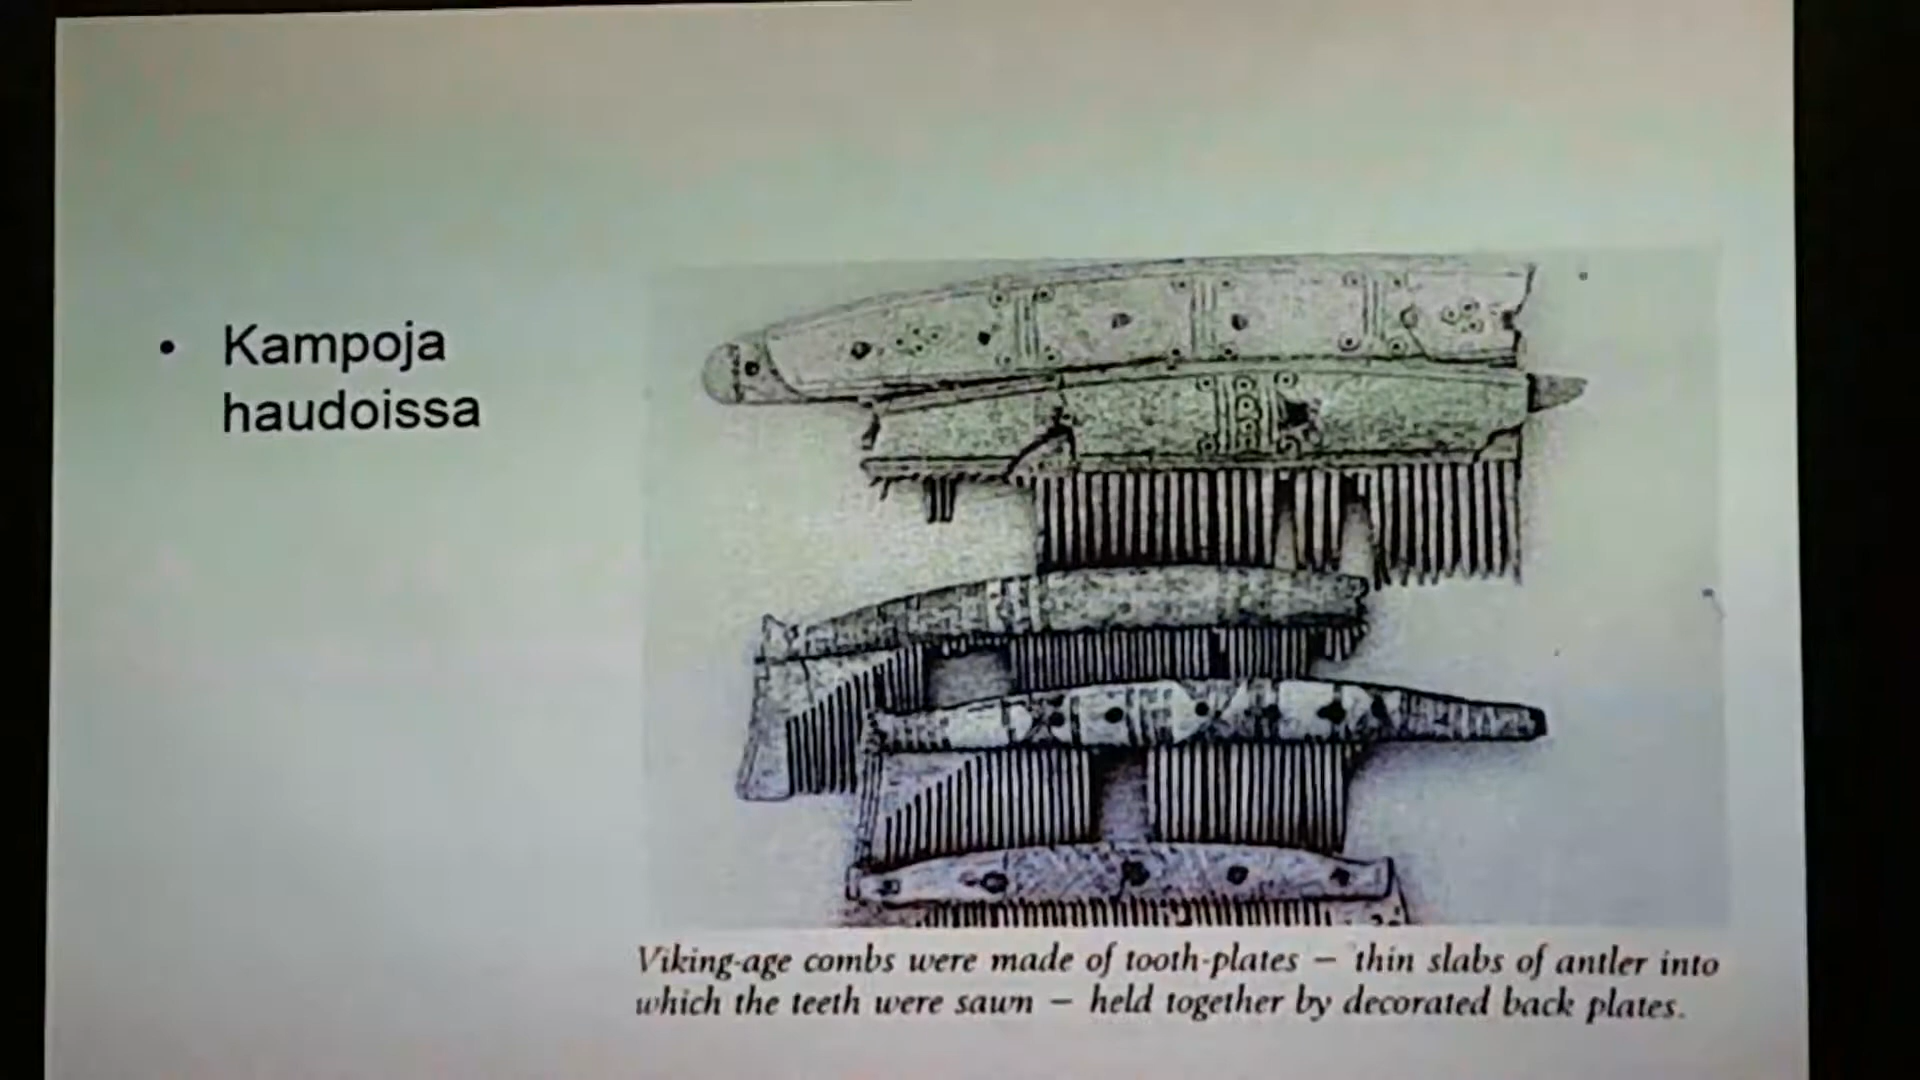 • Kampoja
haudoissa
Viking-age combs were made of tooth-plates – thin slabs of antler into
which the teeth were sawn – held together by decorated back plates.